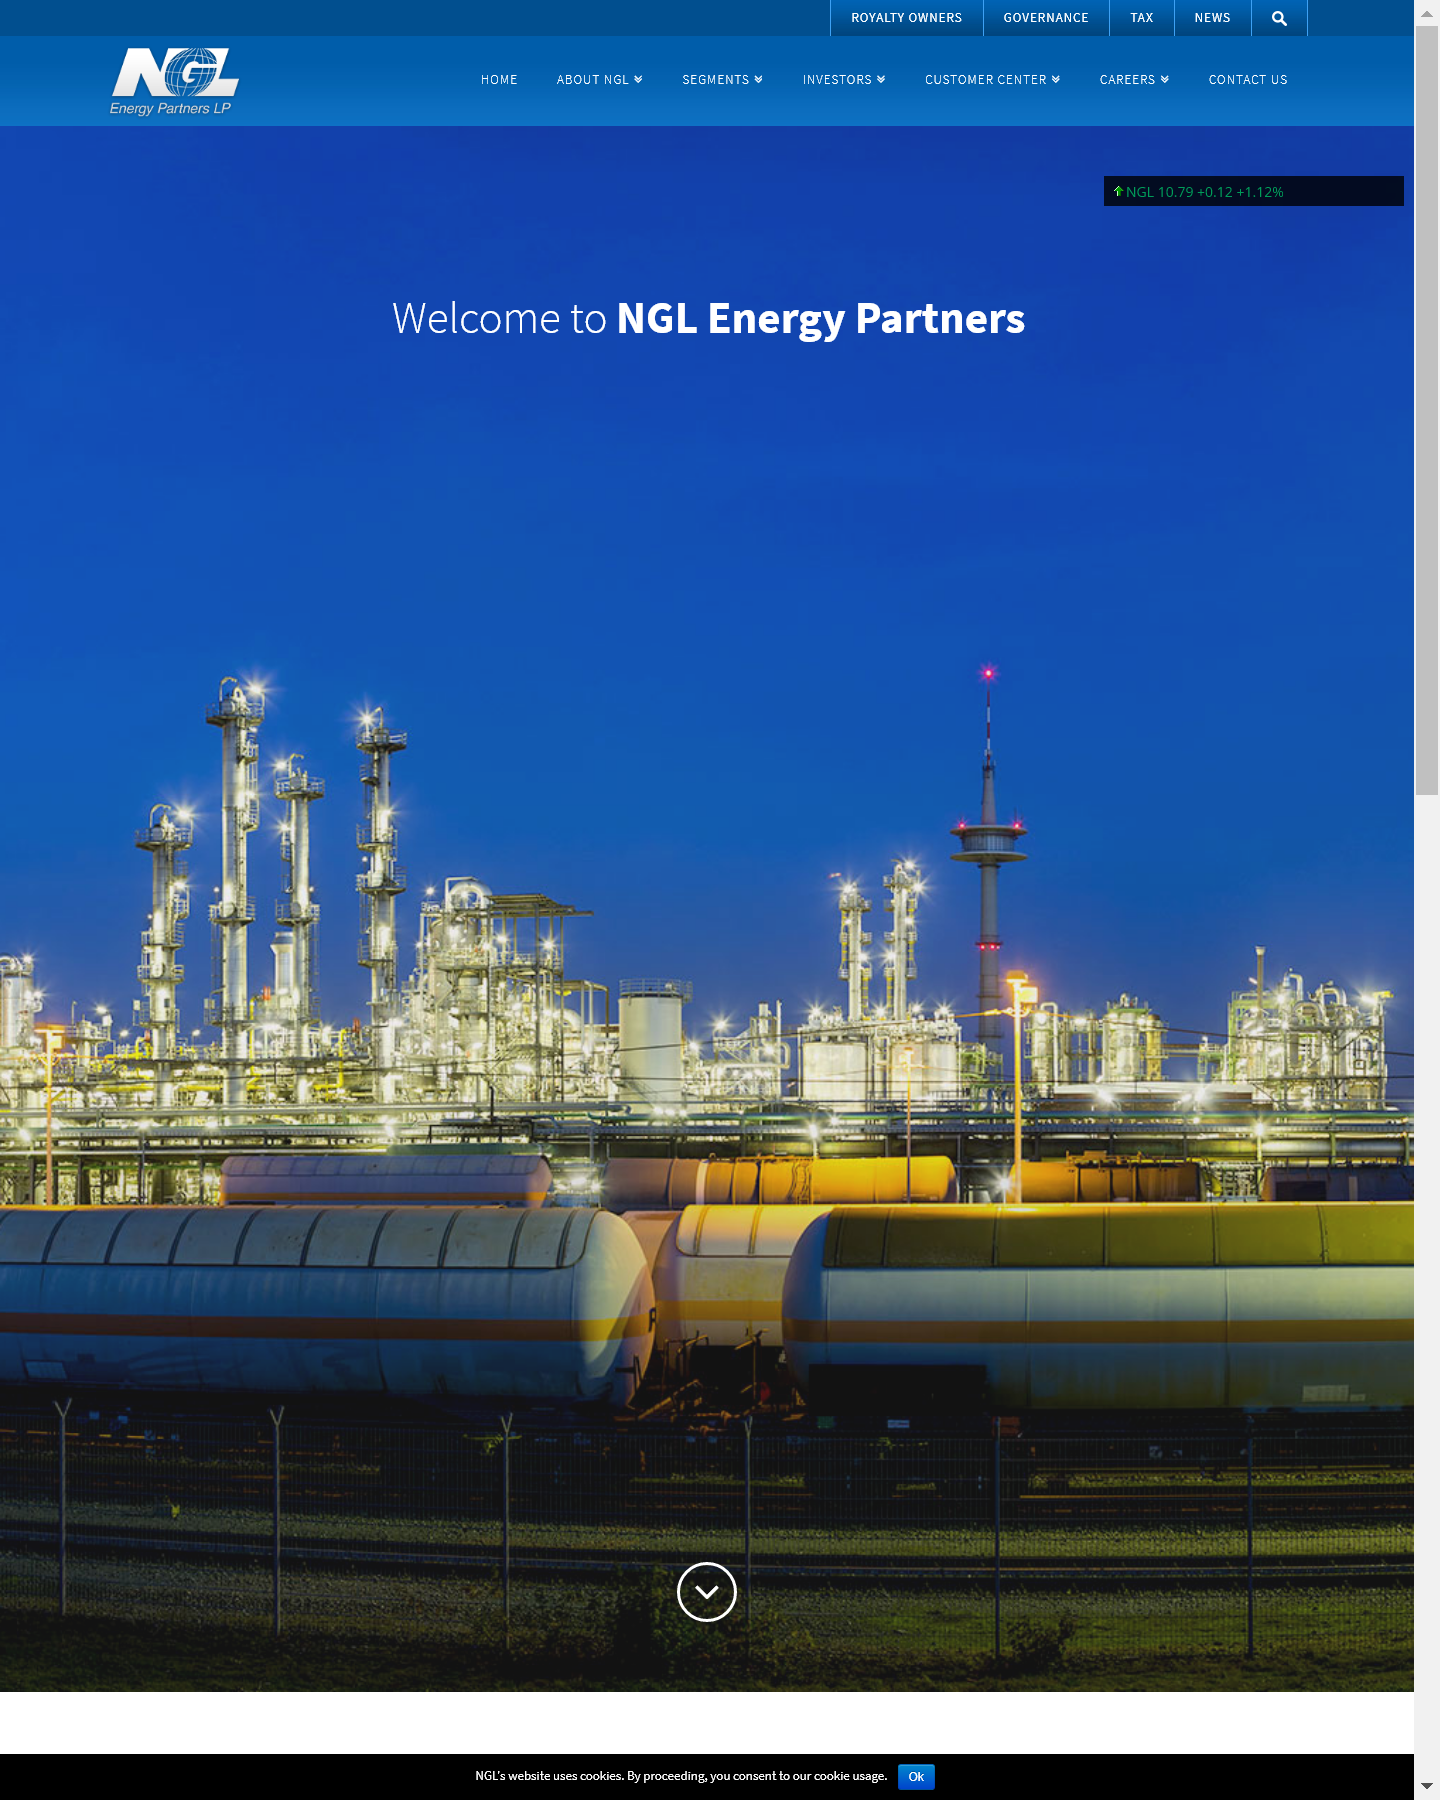 ROYALTY OWNERS GOVERNANCE TAX NEWS
NGL
Energy Partners LP
HOME ABOUT NGL SEGMENTS INVESTORS CUSTOMER CENTER CAREERS CONTACT US
NGL 10.79 +0.12 +1.12%
Welcome to NGL Energy Partners
NGL's website uses cookies. By proceeding, you consent to our cookie usage. Ok